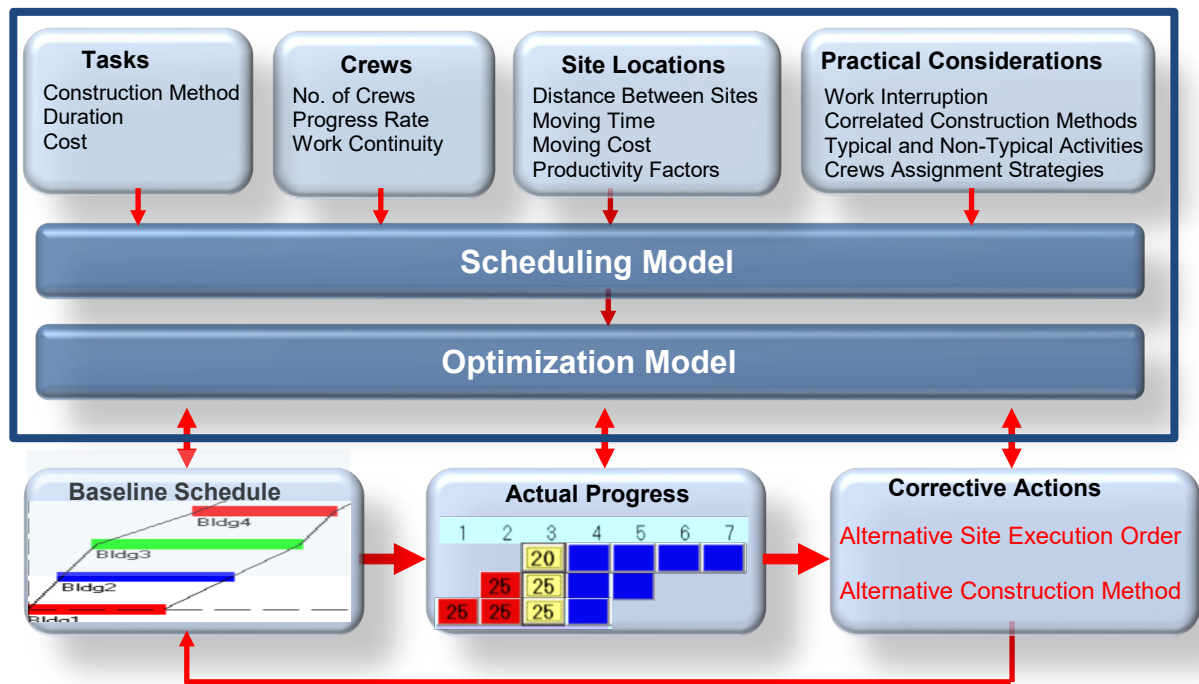 Tasks
Construction Method
Duration
Cost
Crews
No. of Crews
Progress Rate
Work Continuity
Site Locations
Distance Between Sites
Moving Time
Moving Cost
Productivity Factors
Practical Considerations
Work Interruption
Correlated Construction Methods
Typical and Non-Typical Activities
Crews Assignment Strategies
Scheduling Model
Optimization Model
Baseline Schedule
Bldg4
Bldg3
Bldg2
Bldg1
Actual Progress
1 2 3 4 5 6 7
20
25 25
25 25 25
Corrective Actions
Alternative Site Execution Order
Alternative Construction Method